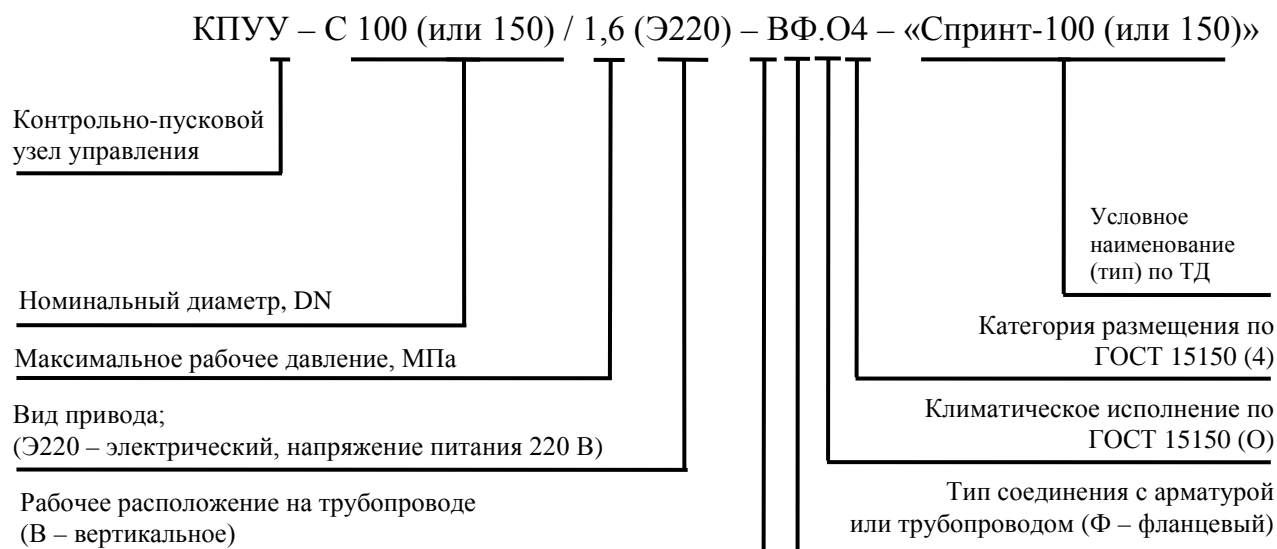 КПУУ – С 100 (или 150) / 1,6 (Э220) – ВФ.О4 – «Спринт-100 (или 150)»
Контрольно-пусковой
узел управления
Условное
наименование
(тип) по ТД
Номинальный диаметр, DN
Категория размещения по
ГОСТ 15150 (4)
Максимальное рабочее давление, МПа
Вид привода;
(Э220 – электрический, напряжение питания 220 В)
Климатическое исполнение по
ГОСТ 15150 (О)
Рабочее расположение на трубопроводе
(В – вертикальное)
Тип соединения с арматурой
или трубопроводом (Ф – фланцевый)